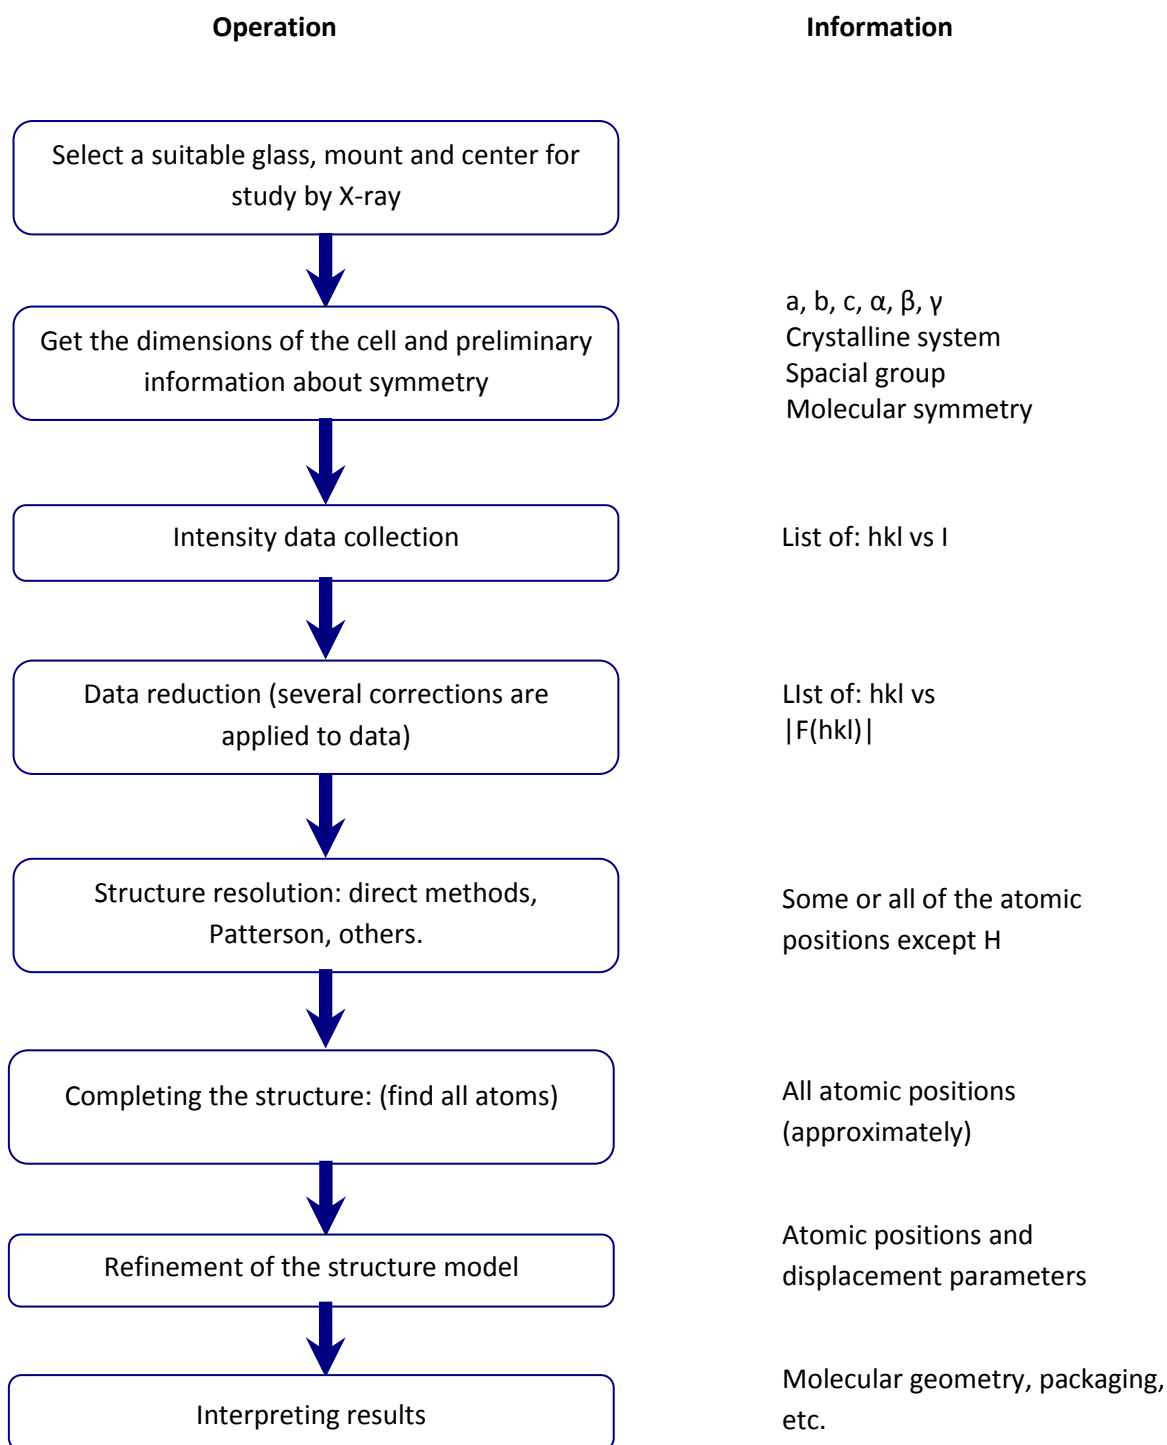 Operation
Information
Select a suitable glass, mount and center for
study by X-ray
Get the dimensions of the cell and preliminary
information about symmetry
a, b, c, α, β, γ
Crystalline system
Spacial group
Molecular symmetry
Intensity data collection
List of: hkl vs I
Data reduction (several corrections are
applied to data)
LIst of: hkl vs
|F(hkl)|
Structure resolution: direct methods,
Patterson, others.
Some or all of the atomic
positions except H
Completing the structure: (find all atoms)
All atomic positions
(approximately)
Refinement of the structure model
Atomic positions and
displacement parameters
Interpreting results
Molecular geometry, packaging,
etc.